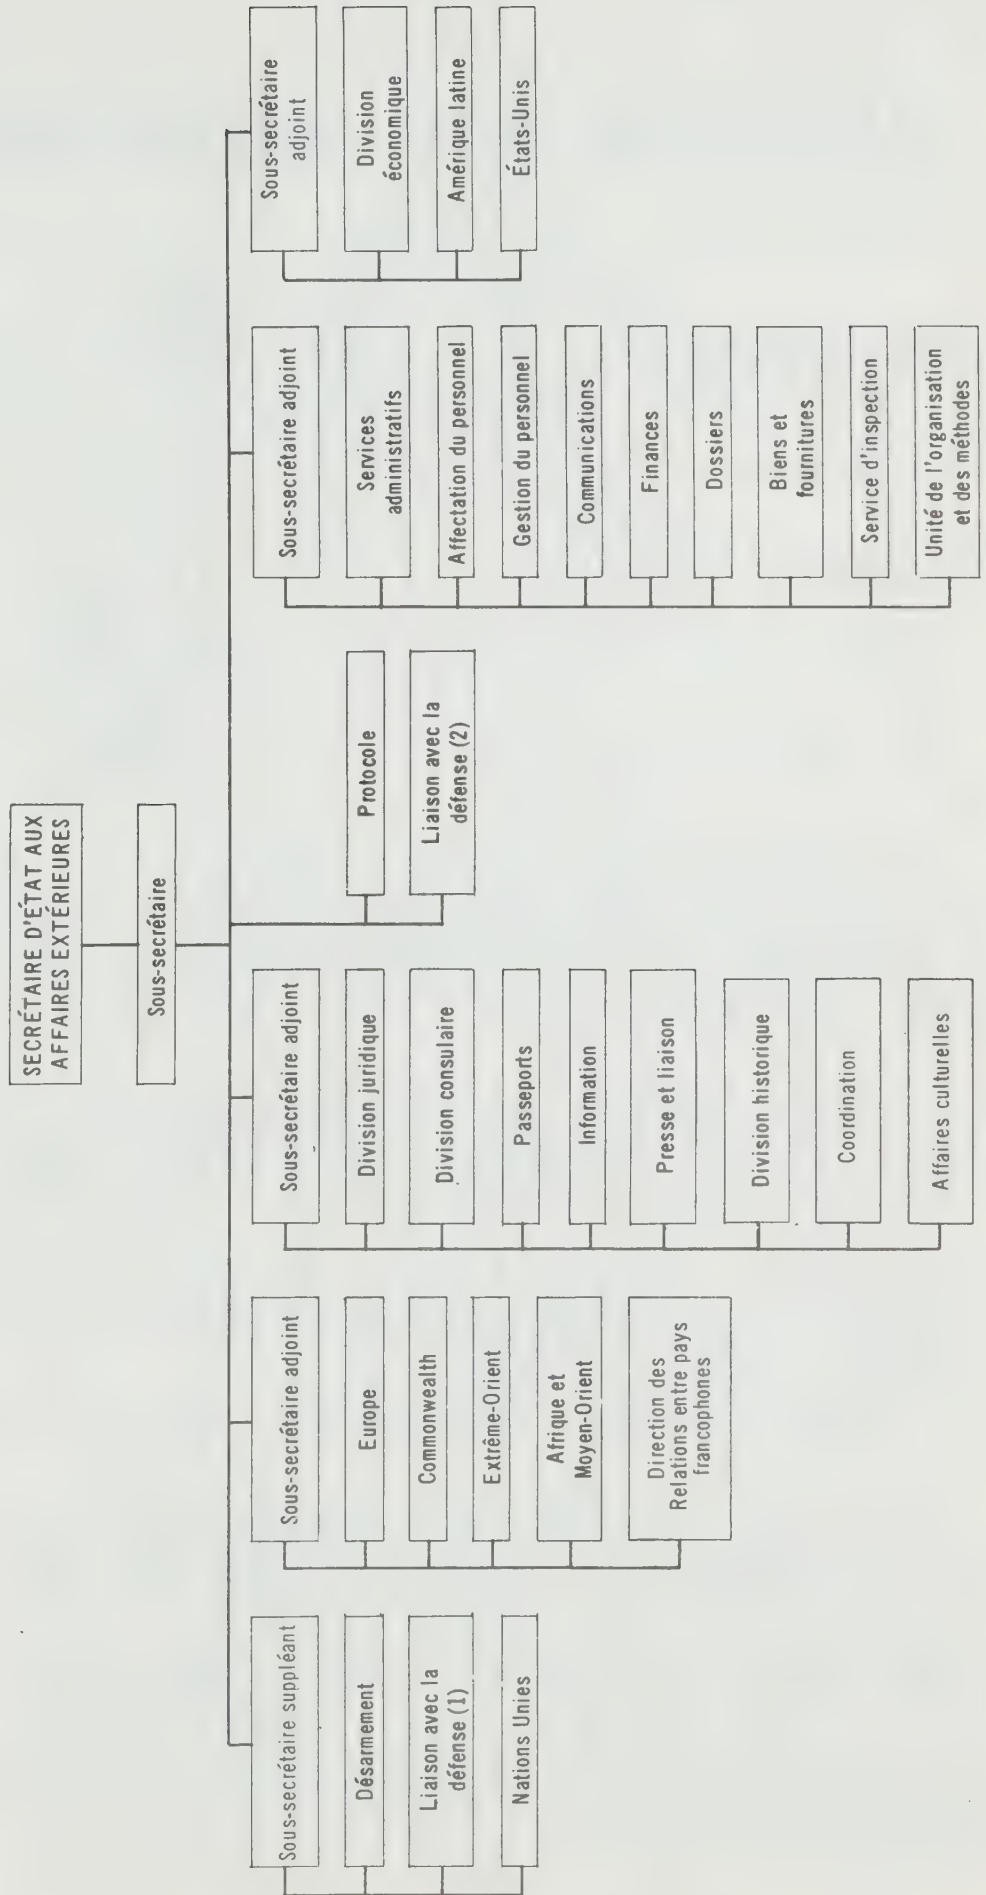 SECRÉTAIRE D'ÉTAT AUX
AFFAIRES EXTÉRIEURES
Sous-secrétaire
Sous-secrétaire suppléant
Désarmement
Liaison avec la
défense (1)
Nations Unies
Sous-secrétaire adjoint
Europe
Commonwealth
Extrême-Orient
Afrique et
Moyen-Orient
Direction des
Relations entre pays
francophones
Sous-secrétaire adjoint
Division juridique
Division consulaire
Passeports
Information
Presse et liaison
Division historique
Coordination
Affaires culturelles
Protocole
Liaison avec la
défense (2)
Sous-secrétaire adjoint
Services
administratifs
Affectation du personnel
Gestion du personnel
Communications
Finances
Dossiers
Biens et
fournitures
Service d'inspection
Unité de l'organisation
et des méthodes
Sous-secrétaire
adjoint
Division
économique
Amérique latine
États-Unis